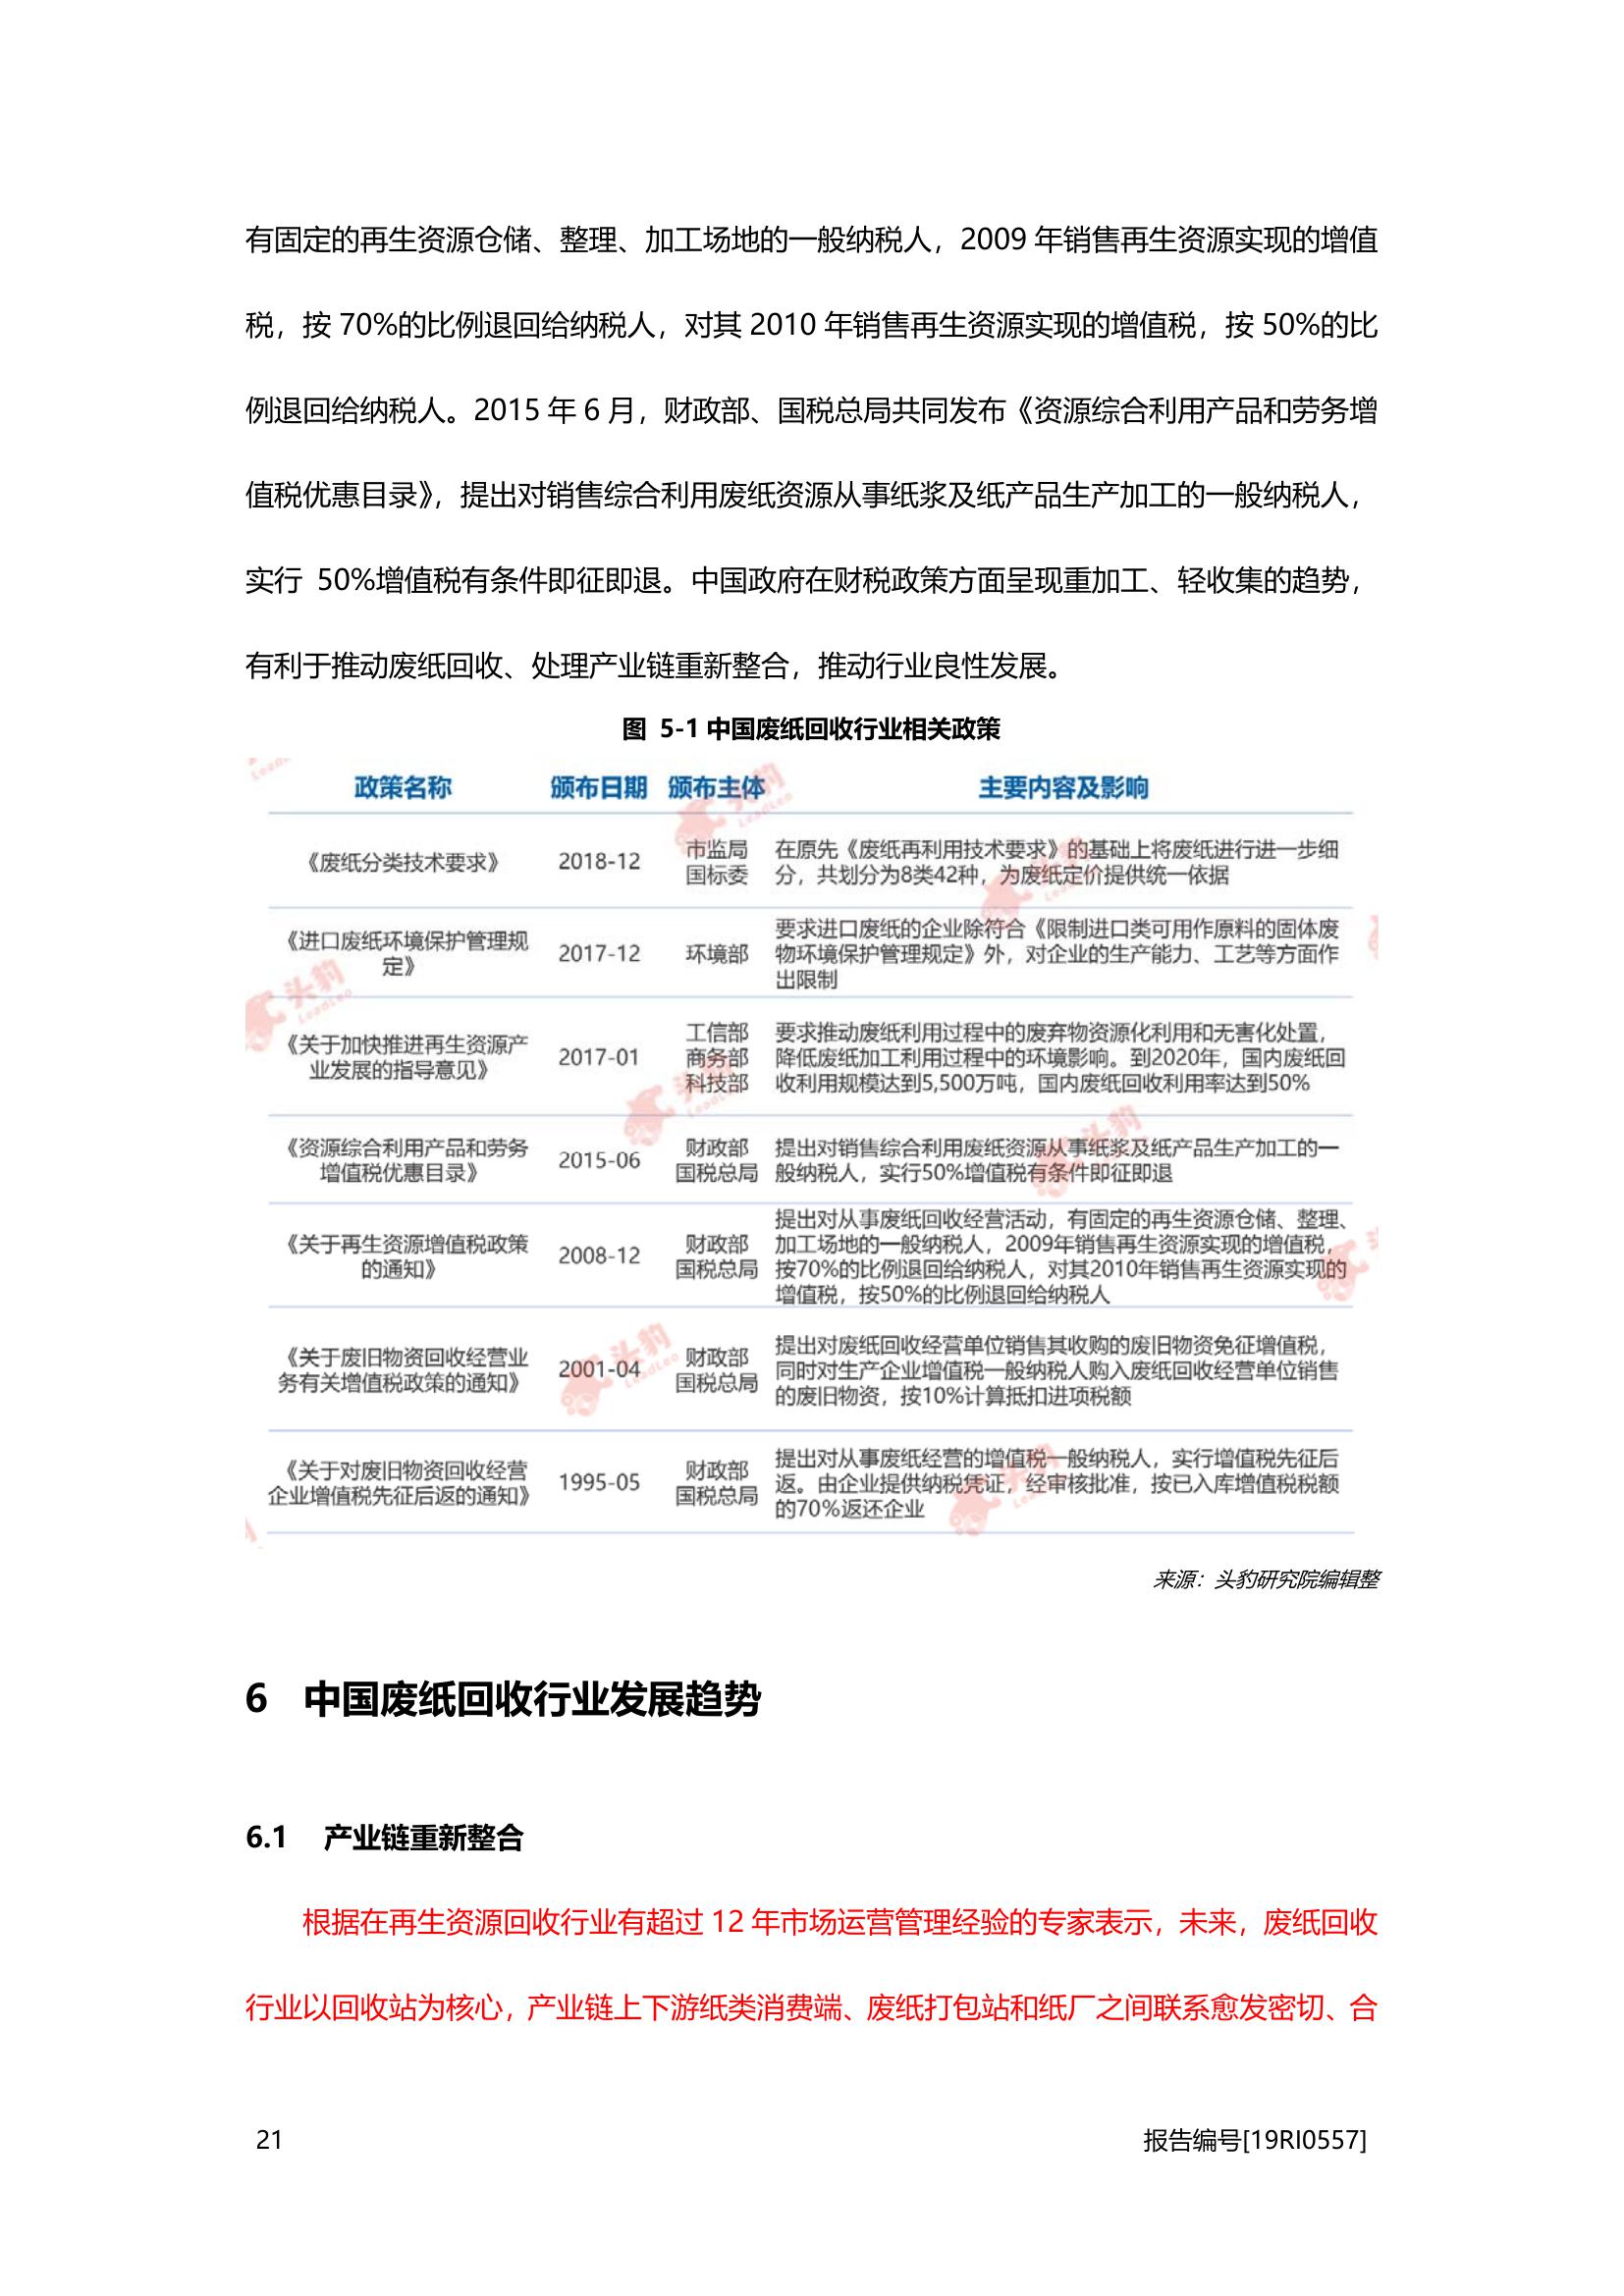 有固定的再生资源仓储、整理、加工场地的一般纳税人，2009 年销售再生资源实现的增值
税，按 70%的比例退回给纳税人，对其 2010 年销售再生资源实现的增值税，按 50%的比
例退回给纳税人。2015 年 6 月，财政部、国税总局共同发布《资源综合利用产品和劳务增
值税优惠目录》，提出对销售综合利用废纸资源从事纸浆及纸产品生产加工的一般纳税人，
实行 50%增值税有条件即征即退。中国政府在财税政策方面呈现重加工、轻收集的趋势，
有利于推动废纸回收、处理产业链重新整合，推动行业良性发展。
图 5-1 中国废纸回收行业相关政策
政策名称 颁布日期 颁布主体 主要内容及影响
《废纸分类技术要求》 2018-12 市监局 国标委
在原先《废纸再利用技术要求》的基础上将废纸进行进一步细
分，共划分为8类42种，为废纸定价提供统一依据
《进口废纸环境保护管理规
定》
2017-12 环境部
要求进口废纸的企业除符合《限制进口类可用作原料的固体废
物环境保护管理规定》外，对企业的生产能力、工艺等方面作
出限制
《关于加快推进再生资源产
业发展的指导意见》
2017-01
工信部
商务部
科技部
要求推动废纸利用过程中的废弃物资源化利用和无害化处置，
降低废纸加工利用过程中的环境影响。到2020年，国内废纸回
收利用规模达到5,500万吨，国内废纸回收利用率达到50%
《资源综合利用产品和劳务
增值税优惠目录》
2015-06
财政部
国税总局
提出对销售综合利用废纸资源从事纸浆及纸产品生产加工的一
般纳税人，实行50%增值税有条件即征即退
《关于再生资源增值税政策
的通知》
2008-12
财政部
国税总局
提出对从事废纸回收经营活动，有固定的再生资源仓储、整理、
加工场地的一般纳税人，2009年销售再生资源实现的增值税，
按70%的比例退回给纳税人，对其2010年销售再生资源实现的
增值税，按50%的比例退回给纳税人
《关于废旧物资回收经营业
务有关增值税政策的通知》
2001-04
财政部
国税总局
提出对废纸回收经营单位销售其收购的废旧物资免征增值税，
同时对生产企业增值税一般纳税人购入废纸回收经营单位销售
的废旧物资，按10%计算抵扣进项税额
《关于对废旧物资回收经营
企业增值税先征后返的通知》
1995-05
财政部
国税总局
提出对从事废纸经营的增值税一般纳税人，实行增值税先征后
返。由企业提供纳税凭证，经审核批准，按已入库增值税税额
的70%返还企业
来源：头豹研究院编辑整
6 中国废纸回收行业发展趋势
6.1 产业链重新整合
根据在再生资源回收行业有超过 12 年市场运营管理经验的专家表示，未来，废纸回收
行业以回收站为核心，产业链上下游纸类消费端、废纸打包站和纸厂之间联系愈发密切、合
21 报告编号[19RI0557]